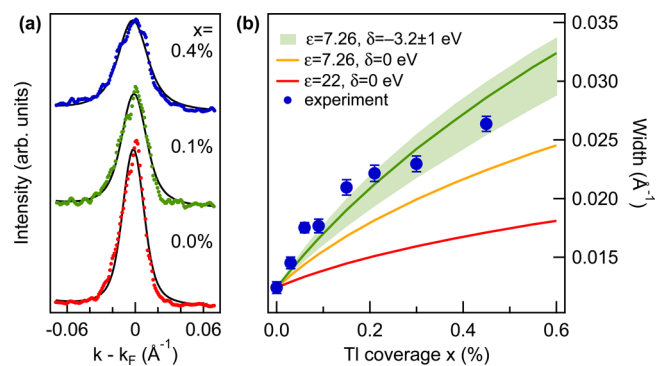 (a)
x=
0.4%
0.1%
0.0%
Intensity (arb. units)
-0.06
0
0.06
k - kF (Å-1)
(b)
ε=7.26, δ=–3.2±1 eV
ε=7.26, δ=0 eV
ε=22, δ=0 eV
experiment
0.035
0.030
0.025
0.020
0.015
Width (Å-1)
0.0
0.2
0.4
0.6
Tl coverage x (%)